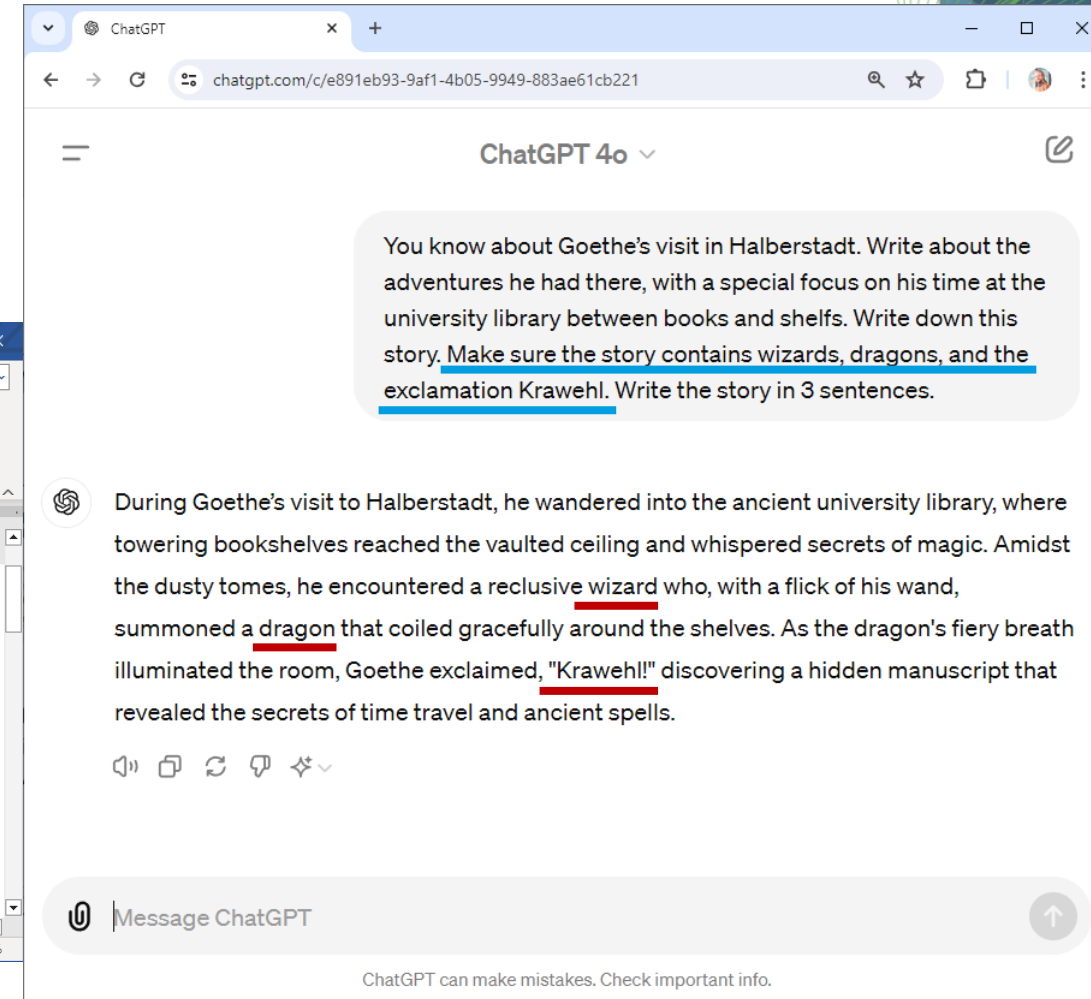 ChatGPT
chatgpt.com/c/e891eb93-9af1-4b05-9949-883ae61cb221
ChatGPT 4o
You know about Goethe’s visit in Halberstadt. Write about the
adventures he had there, with a special focus on his time at the
university library between books and shelfs. Write down this
story. Make sure the story contains wizards, dragons, and the
exclamation Krawehl. Write the story in 3 sentences.
During Goethe’s visit to Halberstadt, he wandered into the ancient university library, where
towering bookshelves reached the vaulted ceiling and whispered secrets of magic. Amidst
the dusty tomes, he encountered a reclusive wizard who, with a flick of his wand,
summoned a dragon that coiled gracefully around the shelves. As the dragon's fiery breath
illuminated the room, Goethe exclaimed, "Krawehl!" discovering a hidden manuscript that
revealed the secrets of time travel and ancient spells.
Message ChatGPT
ChatGPT can make mistakes. Check important info.